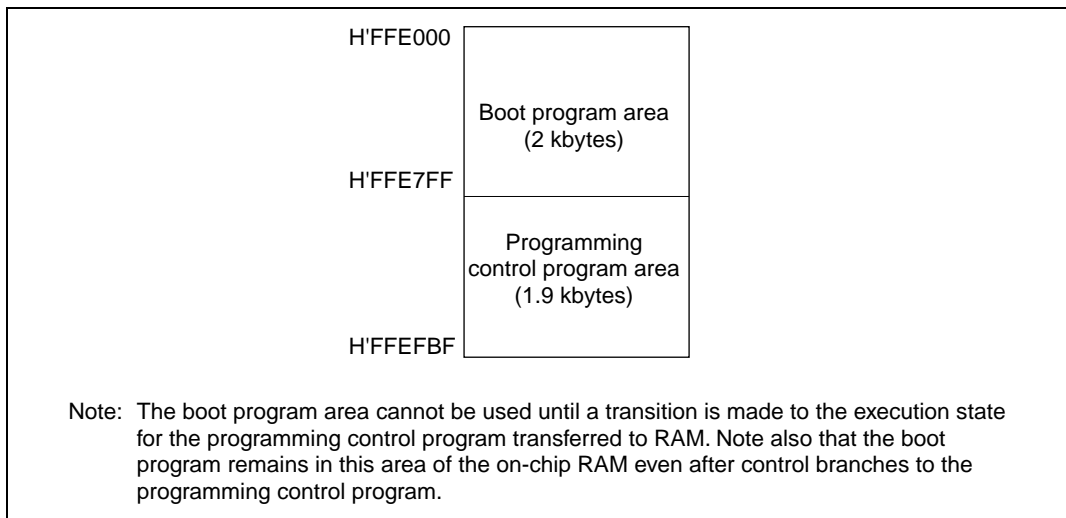 H'FFE000
Boot program area
(2 kbytes)
H'FFE7FF
Programming
control program area
(1.9 kbytes)
H'FFEFBF
Note: The boot program area cannot be used until a transition is made to the execution state
for the programming control program transferred to RAM. Note also that the boot
program remains in this area of the on-chip RAM even after control branches to the
programming control program.